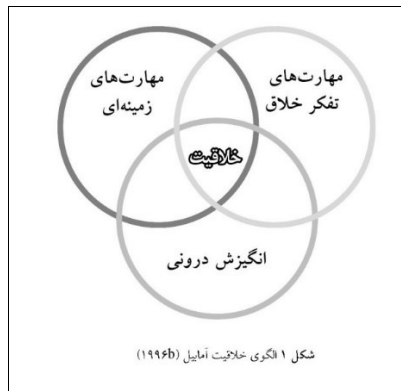 مهارت‌های
تفکر خلاق
مهارت‌های
زمینه‌ای
خلاقیت
انگیزش درونی
شکل ۱ الگوی خلاقیت آمابیل (۱۹۹۶b)